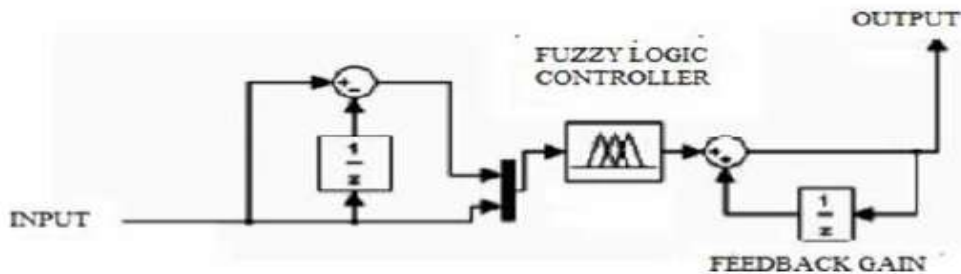 OUTPUT
FUZZY LOGIC
CONTROLLER
+
-
1
z
+
+
INPUT
1
z
FEEDBACK GAIN